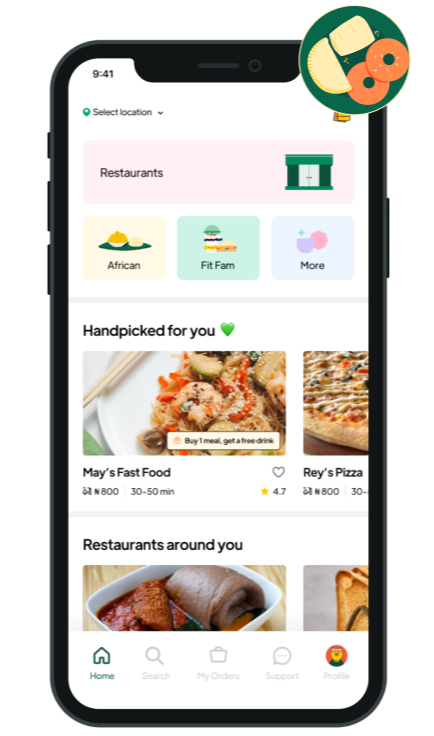 9:41
Select location
Restaurants
African
Fit Fam
More
Handpicked for you 💚
Buy 1 meal, get a free drink
May's Fast Food
Rey's Pizza
₦800 30-50 min
4.7
₦800 30-
Restaurants around you
Home
Search
My Orders
Support
Profile